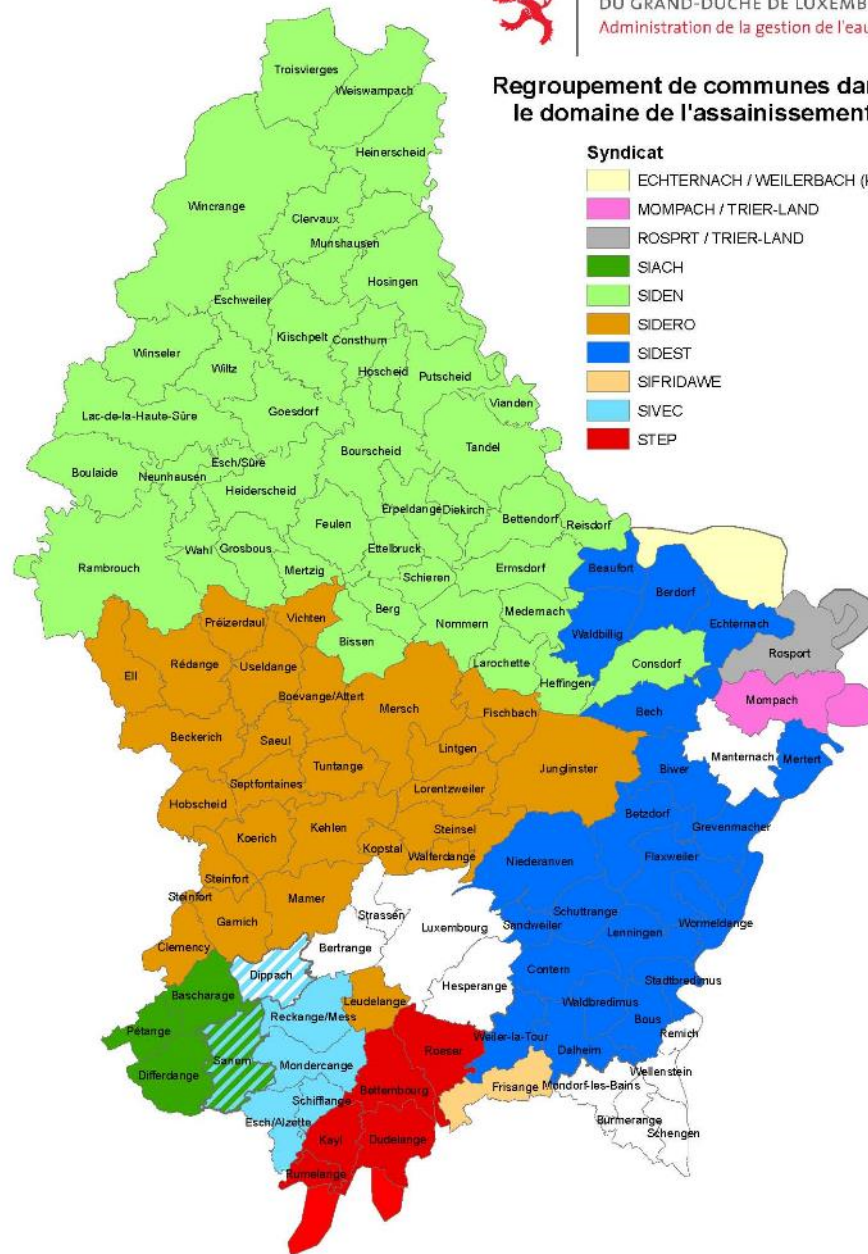 DU GRAND-DUCHÉ DE LUXEMB
Administration de la gestion de l'eau
Regroupement de communes dan
le domaine de l'assainissement
Syndicat
ECHTERNACH / WEILERBACH (
MOMPACH / TRIER-LAND
ROSPRT / TRIER-LAND
SIACH
SIDEN
SIDERO
SIDEST
SIFRIDAWE
SIVEC
STEP
Troisvierges
Weiswampach
Heinerscheid
Wincrange
Clervaux
Munshausen
Hosingen
Eschweiler
Kiischpelt
Consthum
Winseler
Wiltz
Hoscheid
Putscheid
Vianden
Lac-de-la-Haute-Sûre
Goesdorf
Tandel
Bourscheid
Boulaide
Neunhausen
Esch/Sûre
Heiderscheid
Erpeldange
Diekirch
Bettendorf
Reisdorf
Feulen
Ettelbruck
Rambrouch
Wahl
Grosbous
Mertzig
Schieren
Ermsdorf
Beaufort
Berdorf
Préizerdaul
Vichten
Berg
Medernach
Echternach
Bissen
Nommern
Waldbillig
Ell
Rédange
Useldange
Larochette
Consdorf
Rosport
Heffingen
Boevange/Attert
Mersch
Fischbach
Bech
Mompach
Beckerich
Saeul
Lintgen
Tuntange
Junglinster
Biwer
Manternach
Mertert
Septfontaines
Lorentzweiler
Hobscheid
Betzdorf
Grevenmacher
Koerich
Kehlen
Steinsel
Kopstal
Walferdange
Niederanven
Flaxweiler
Steinfort
Steinfort
Mamer
Garnich
Strassen
Luxembourg
Schuttrange
Sandweiler
Lenningen
Wormeldange
Clemency
Bertrange
Dippach
Contern
Hesperange
Stadtbredimus
Bascharage
Leudelange
Waldbredimus
Reckange/Mess
Bous
Remich
Pétange
Roeser
Weiler-la-Tour
Sanem
Mondercange
Dalheim
Wellenstein
Differdange
Bettembourg
Frisange
Mondorf-les-Bains
Schifflange
Esch/Alzette
Burmerange
Schengen
Kayl
Dudelange
Rumelange